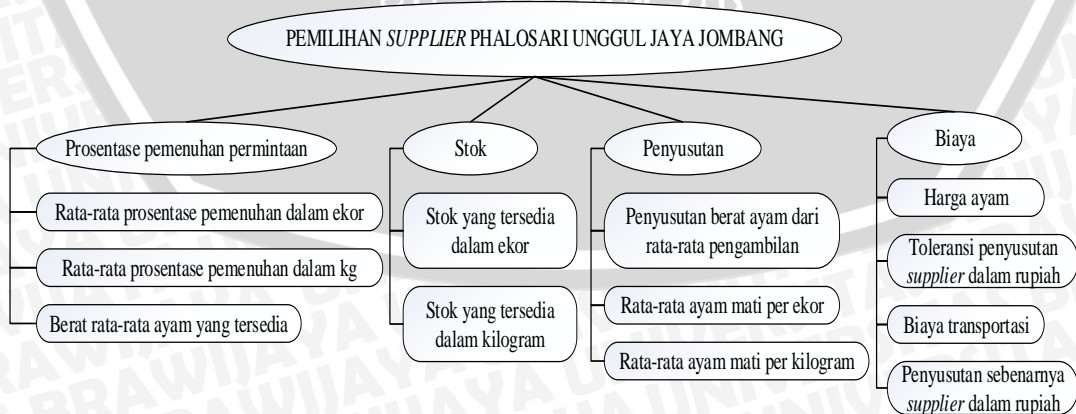 PEMILIHAN SUPPLIER PHALOSARI UNGGUL JAYA JOMBANG
Prosentase pemenuhan permintaan
Rata-rata prosentase pemenuhan dalam ekor
Rata-rata prosentase pemenuhan dalam kg
Berat rata-rata ayam yang tersedia
Stok
Stok yang tersedia
dalam ekor
Stok yang tersedia
dalam kilogram
Penyusutan
Penyusutan berat ayam dari
rata-rata pengambilan
Rata-rata ayam mati per ekor
Rata-rata ayam mati per kilogram
Biaya
Harga ayam
Toleransi penyusutan
supplier dalam rupiah
Biaya transportasi
Penyusutan sebenarnya
supplier dalam rupiah